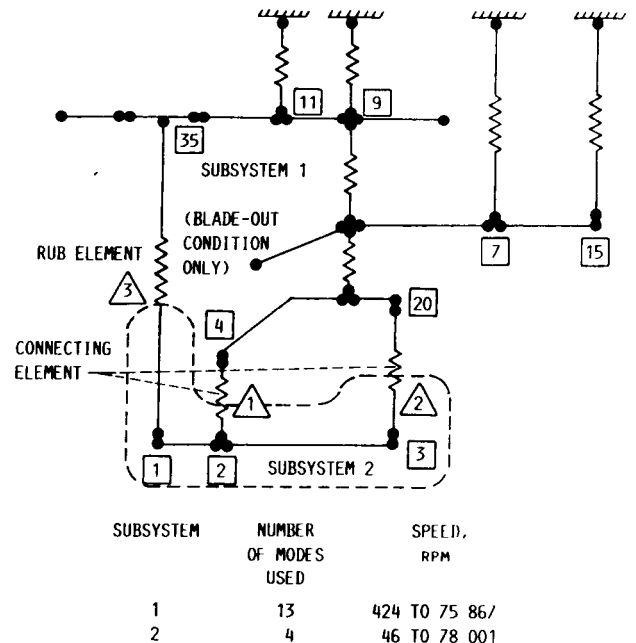 11
9
35
SUBSYSTEM 1
(BLADE-OUT
CONDITION
ONLY)
RUB ELEMENT
7
15
3
20
4
CONNECTING
ELEMENT
1
2
3
1
2
SUBSYSTEM 2
SUBSYSTEM NUMBER SPEED,
OF MODES RPM
USED
1 13 424 TO 75 86/
2 4 46 TO 78 001